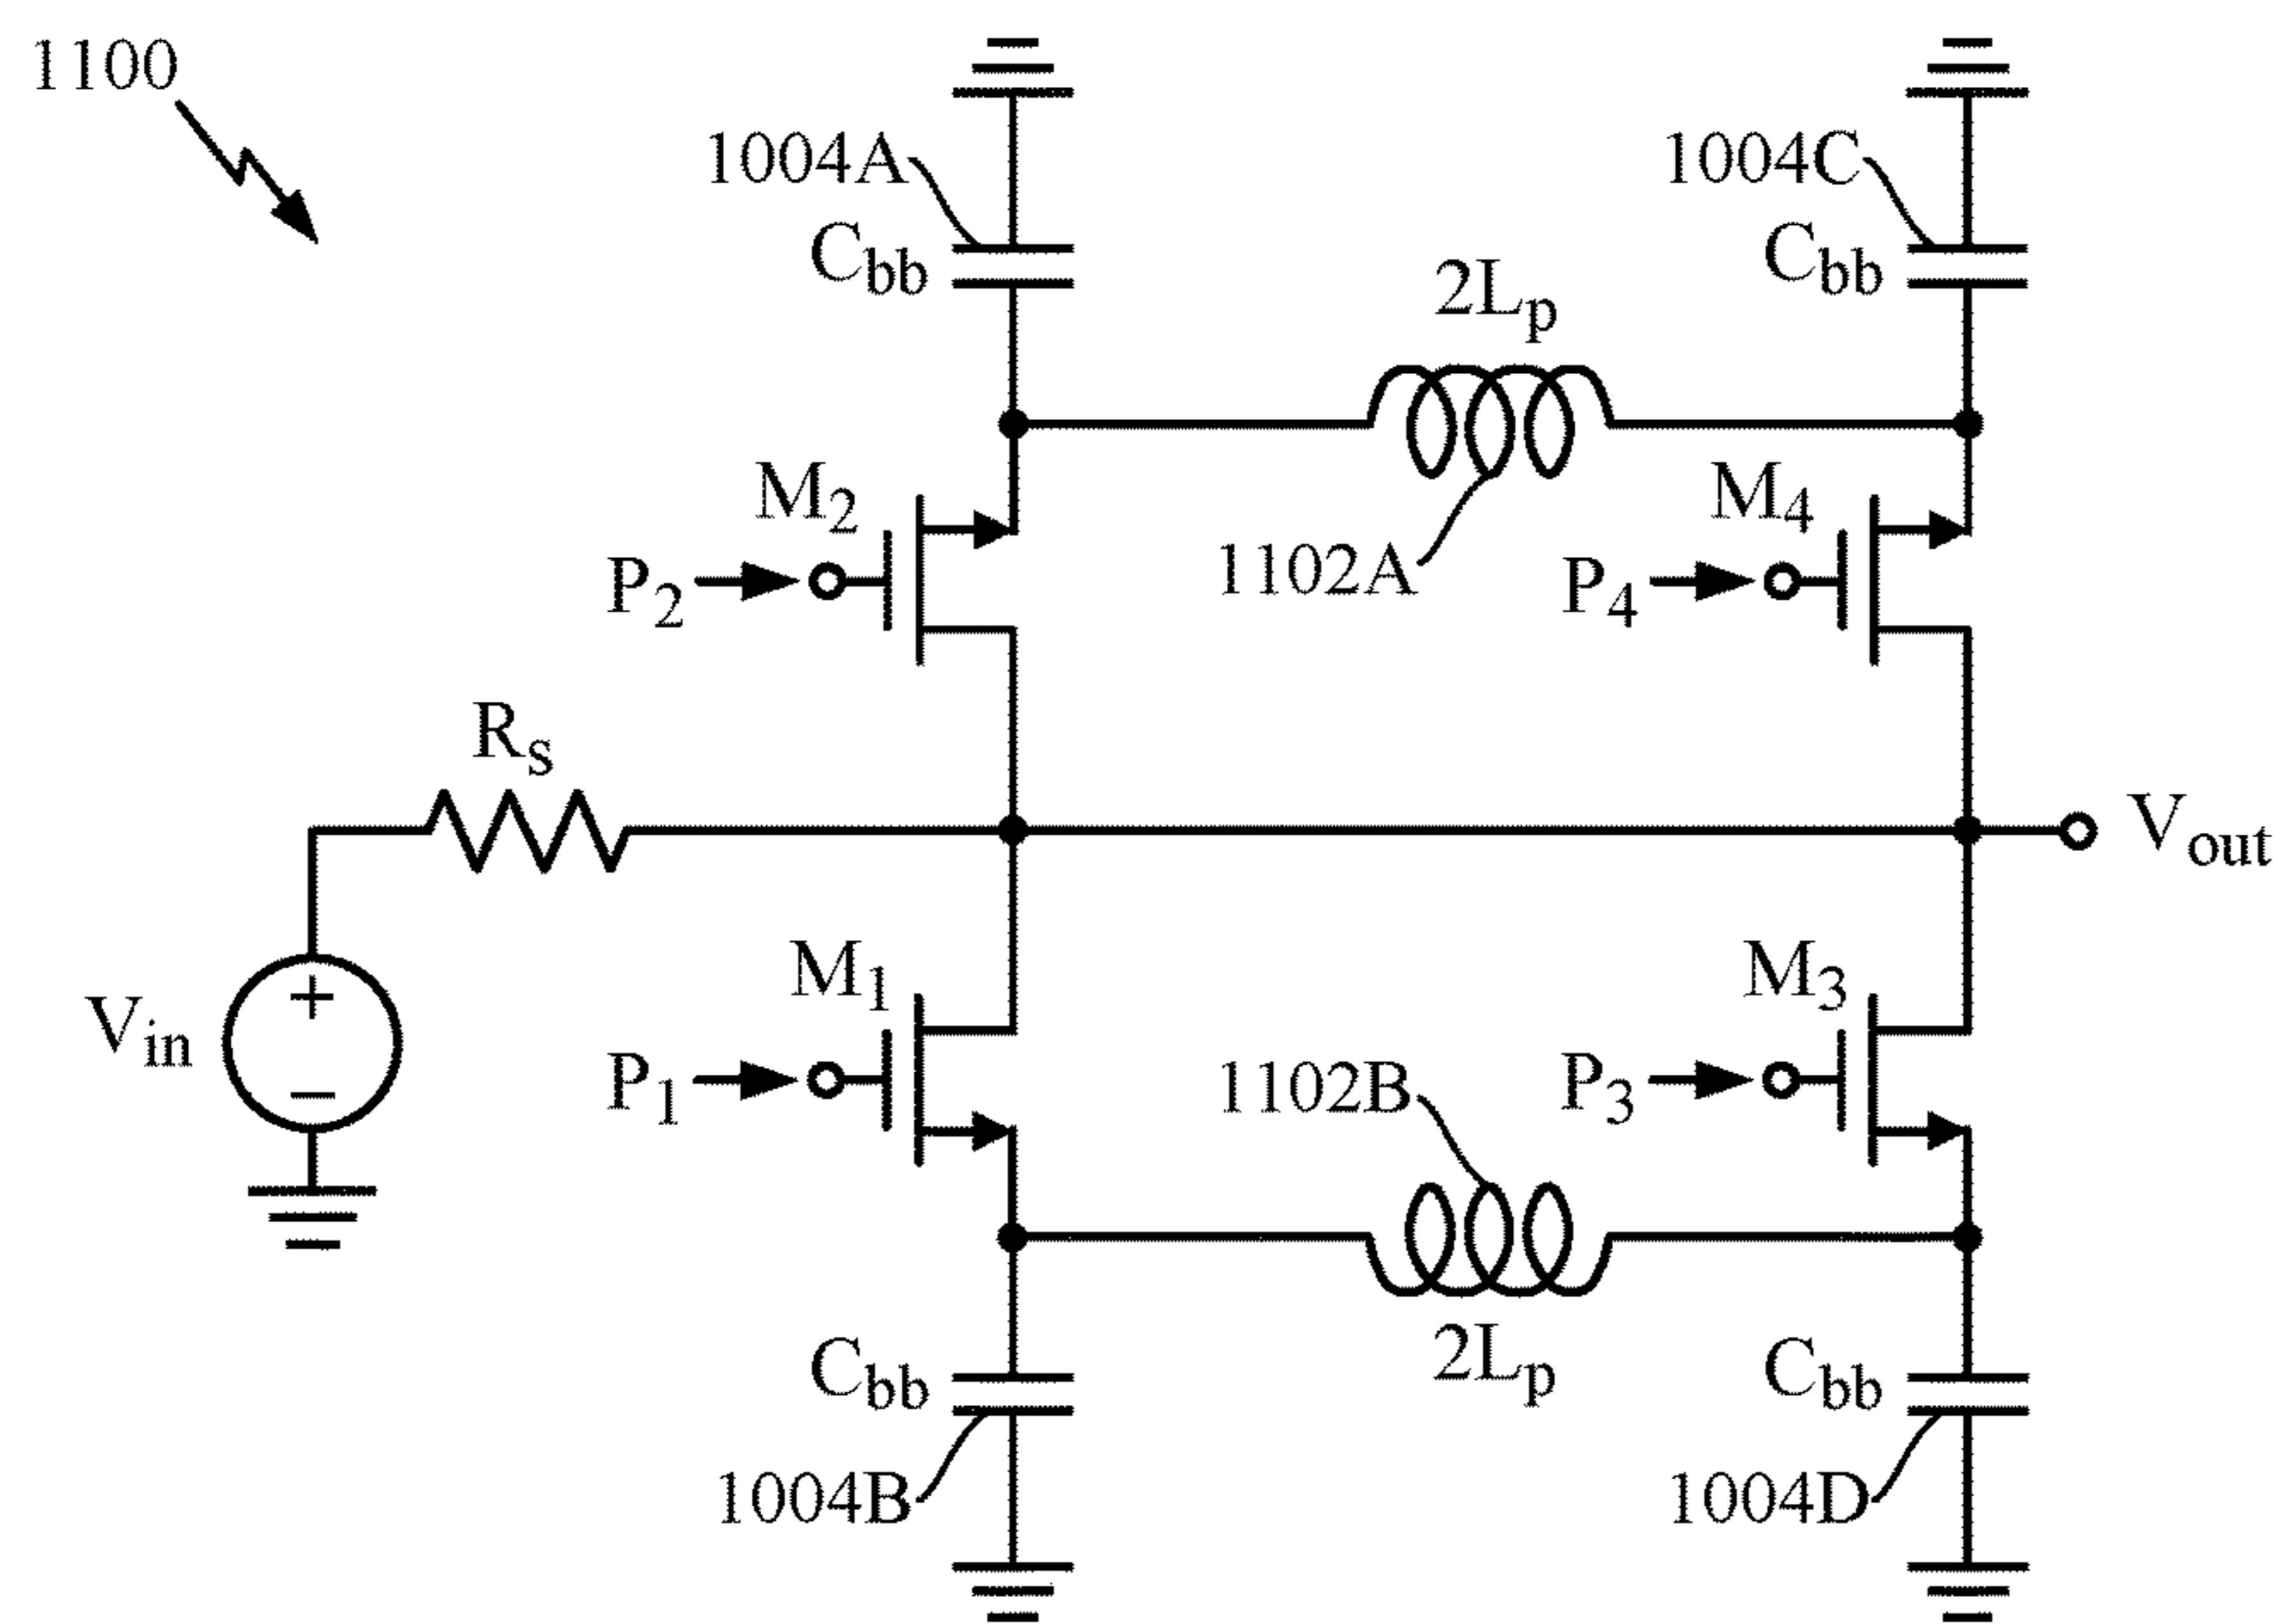 1100
1004A
1004C
Cbb
Cbb
2Lp
M2
M4
1102A
P2
P4
Rs
Vout
M1
M3
Vin
+
−
P1
1102B
P3
Cbb
2Lp
Cbb
1004B
1004D